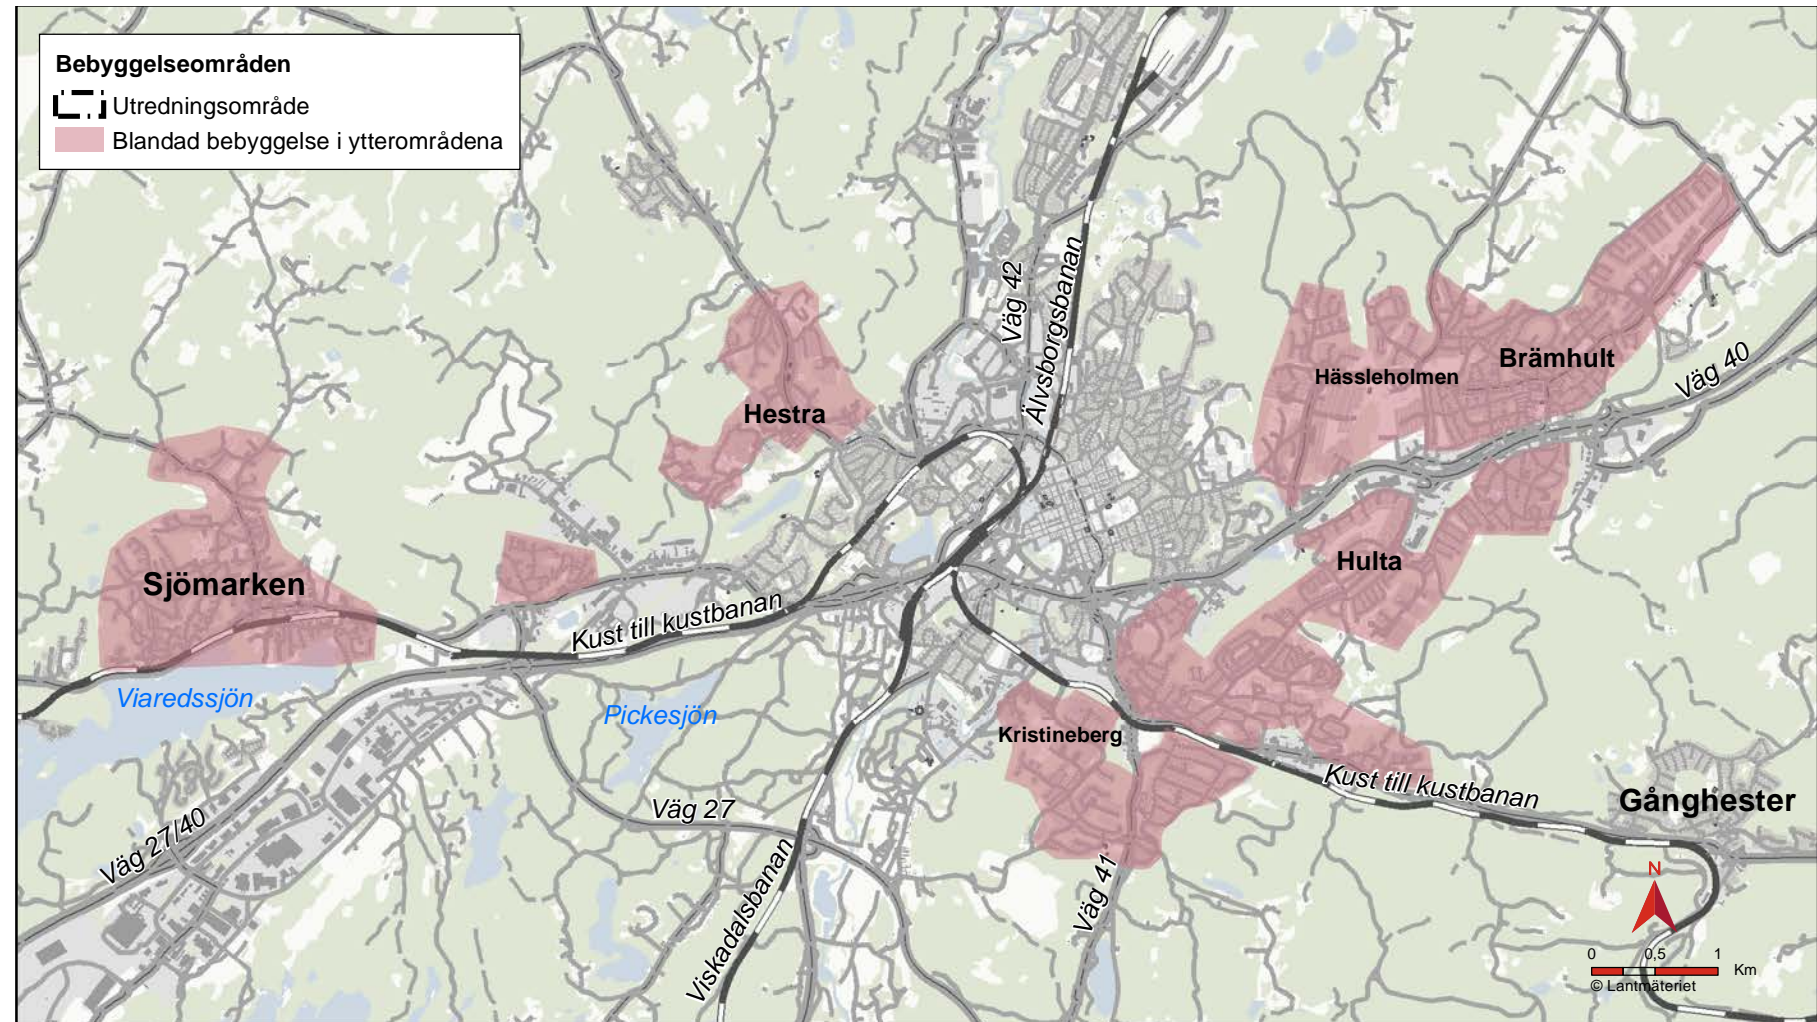 Bebyggelseområden
Utredningsområde
Blandad bebyggelse i ytterområdena
Väg 42
Älvsborgsbanan
Brämhult
Hässleholmen
Väg 40
Hestra
Hulta
Sjömarken
Kust till kustbanan
Viaredssjön
Pickesjön
Kristineberg
Kust till kustbanan
Gånghester
Väg 27
Väg 27/40
Viskadalsbanan
Väg 41
N
0 0,5 1
Km
© Lantmäteriet